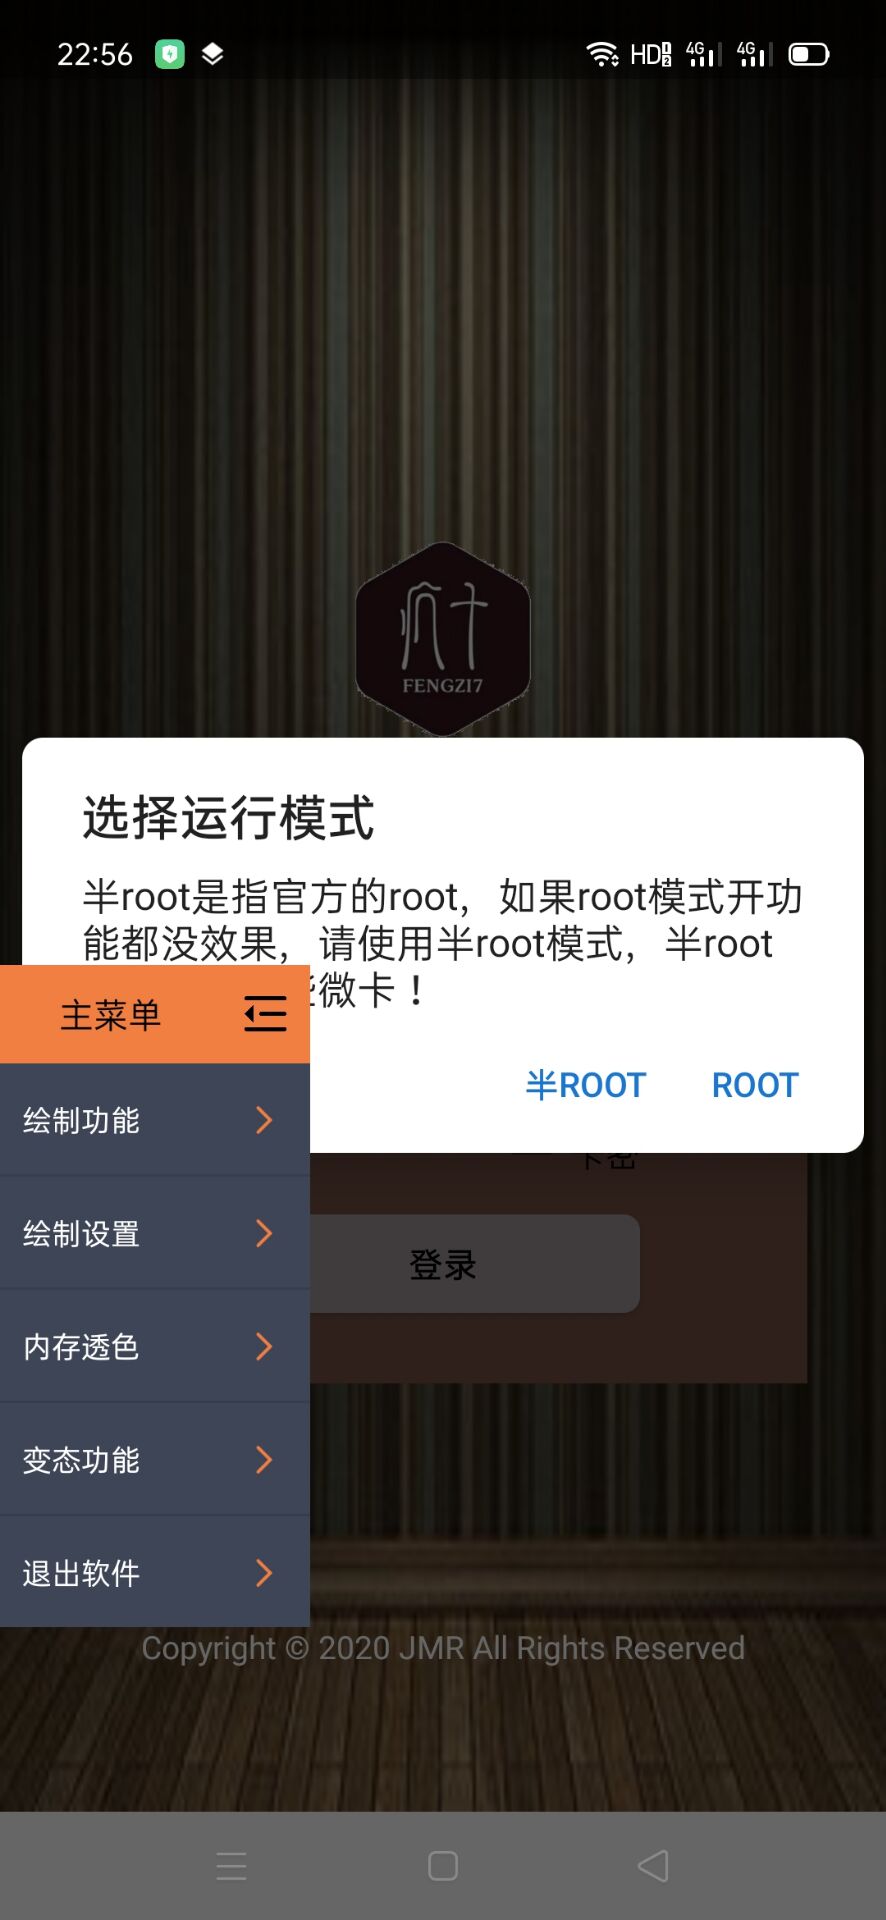 22:56
HD 4G 4G
疯子
FENGZI7
选择运行模式
半root是指官方的root，如果root模式开功
能都没效果，请使用半root模式，半root
微卡！
半ROOT ROOT
主菜单
绘制功能
绘制设置
内存透色
变态功能
退出软件
卡密
登录
Copyright © 2020 JMR All Rights Reserved